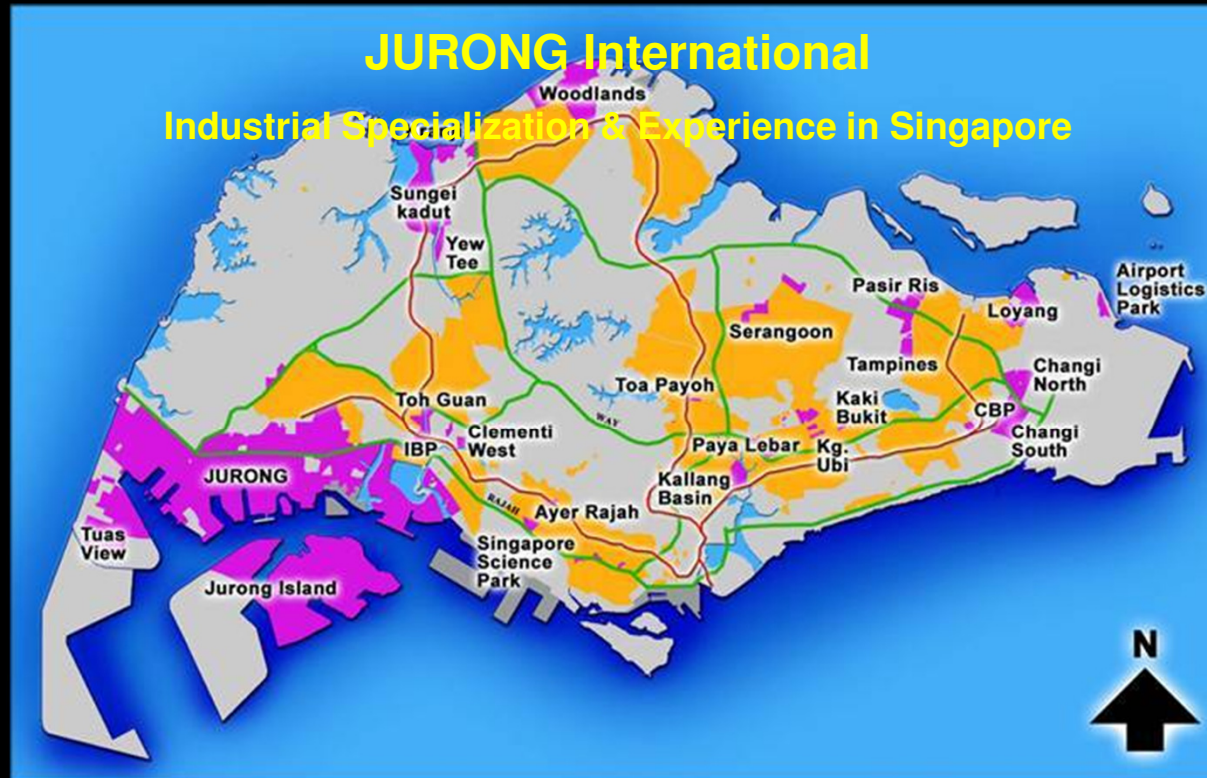 JURONG International
Woodlands
Industrial Specialization & Experience in Singapore
Sungei
kadut
Yew
Tee
Airport
Logistics
Park
Pasir Ris
Loyang
Serangoon
Tampines
Changi
North
Toa Payoh
Kaki
Bukit
Toh Guan
CBP
WAY
Clementi
West
Changi
South
IBP
Paya Lebar
Kg.
Ubi
JURONG
Kallang
Basin
RAJAH
Ayer Rajah
Tuas
View
Singapore
Science
Park
Jurong Island
N